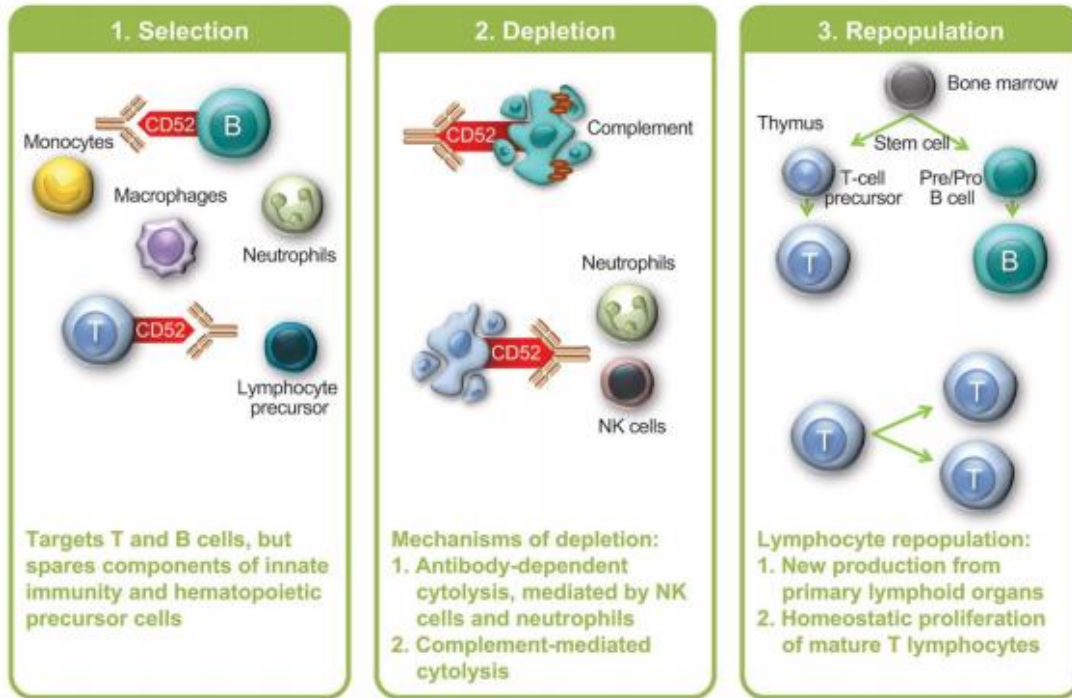 1. Selection
CD52
B
Monocytes
Macrophages
Neutrophils
T
CD52
Lymphocyte
precursor
Targets T and B cells, but
spares components of innate
immunity and hematopoietic
precursor cells
2. Depletion
CD52
Complement
Neutrophils
CD52
NK cells
Mechanisms of depletion:
1. Antibody-dependent
cytolysis, mediated by NK
cells and neutrophils
2. Complement-mediated
cytolysis
3. Repopulation
Bone marrow
Thymus
Stem cell
T-cell
precursor
Pre/Pro
B cell
T
B
T
T
T
Lymphocyte repopulation:
1. New production from
primary lymphoid organs
2. Homeostatic proliferation
of mature T lymphocytes